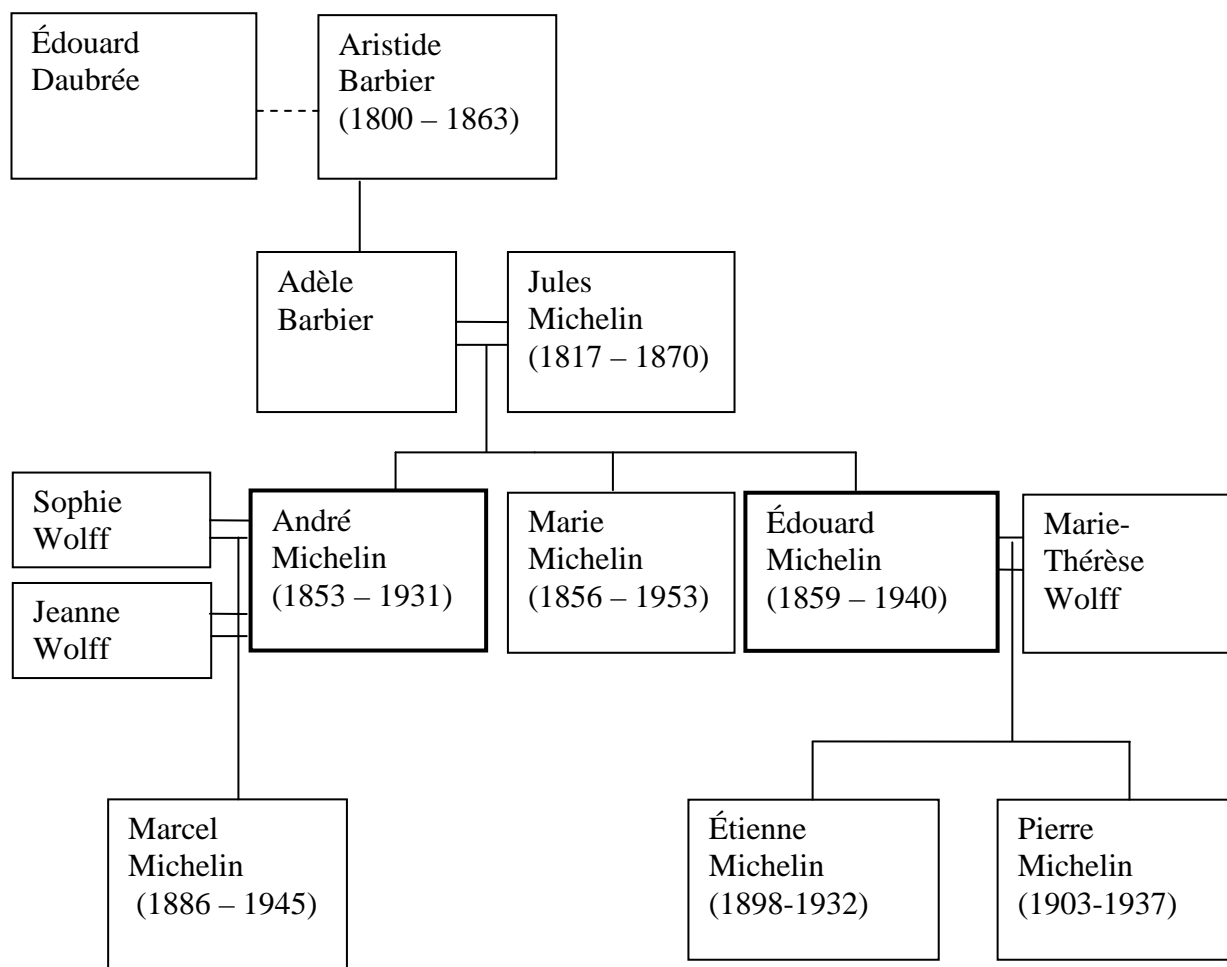 Édouard
Daubrée
Aristide
Barbier
(1800 – 1863)
Adèle
Barbier
Jules
Michelin
(1817 – 1870)
Sophie
Wolff
Jeanne
Wolff
André
Michelin
(1853 – 1931)
Marie
Michelin
(1856 – 1953)
Édouard
Michelin
(1859 – 1940)
Marie-
Thérèse
Wolff
Marcel
Michelin
(1886 – 1945)
Étienne
Michelin
(1898-1932)
Pierre
Michelin
(1903-1937)